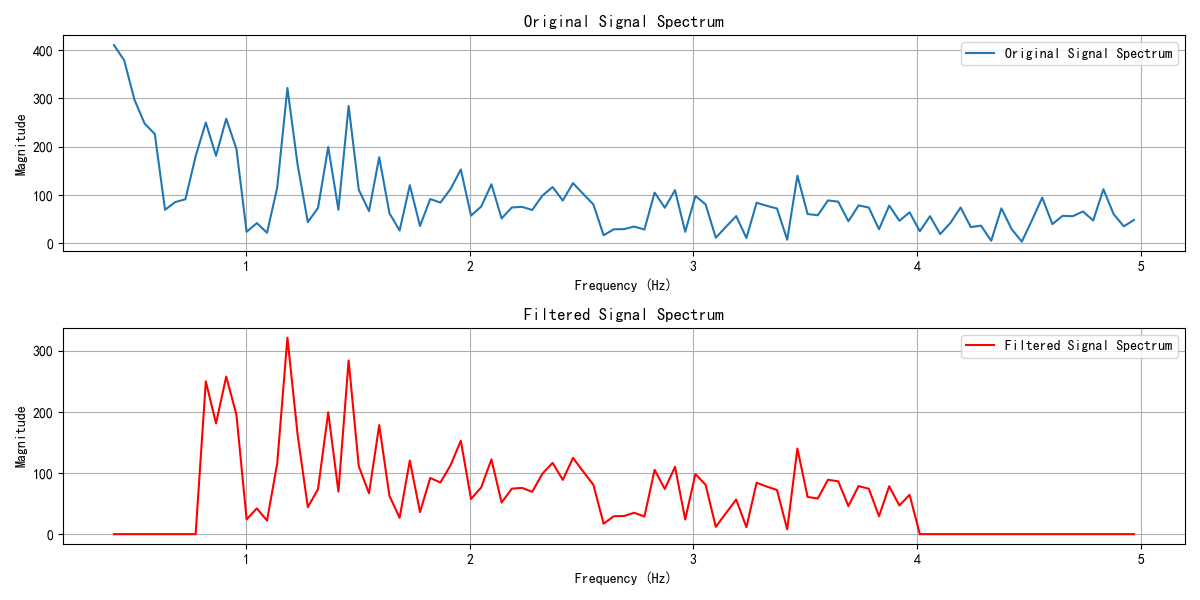 Original Signal Spectrum
400
300
200
100
0
Magnitude
Original Signal Spectrum
1
2
3
4
5
Frequency (Hz)
Filtered Signal Spectrum
300
200
100
0
Magnitude
Filtered Signal Spectrum
1
2
3
4
5
Frequency (Hz)